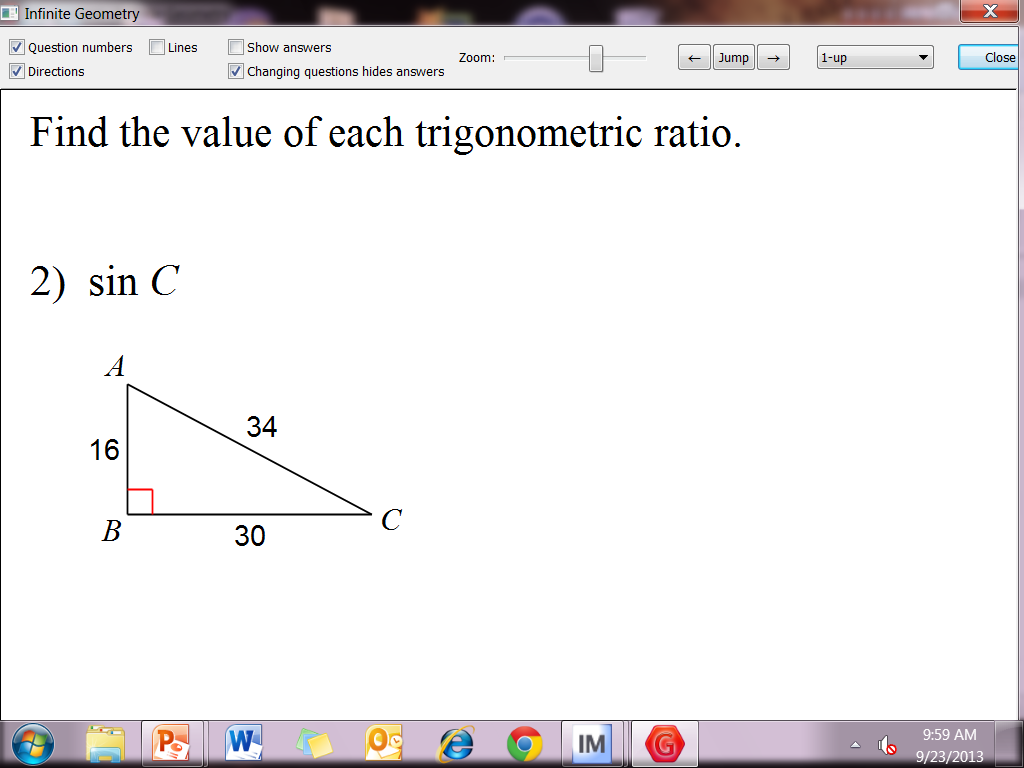 Infinite Geometry
Question numbers Lines Show answers
Directions Changing questions hides answers
Zoom: ← Jump → 1-up Close
Find the value of each trigonometric ratio.
2) sin C
A
34
16
B
C
30
IM
G
9:59 AM
9/23/2013